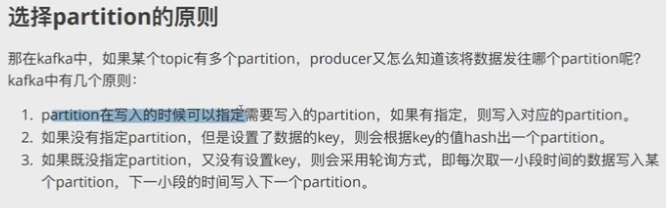 选择partition的原则
那在kafka中，如果某个topic有多个partition，producer又怎么知道该将数据发往哪个partition呢？
kafka中有几个原则：
1. partition在写入的时候可以指定需要写入的partition，如果有指定，则写入对应的partition。
2. 如果没有指定partition，但是设置了数据的key，则会根据key的值hash出一个partition。
3. 如果既没指定partition，又没有设置key，则会采用轮询方式，即每次取一小段时间的数据写入某
个partition，下一小段的时间写入下一个partition。